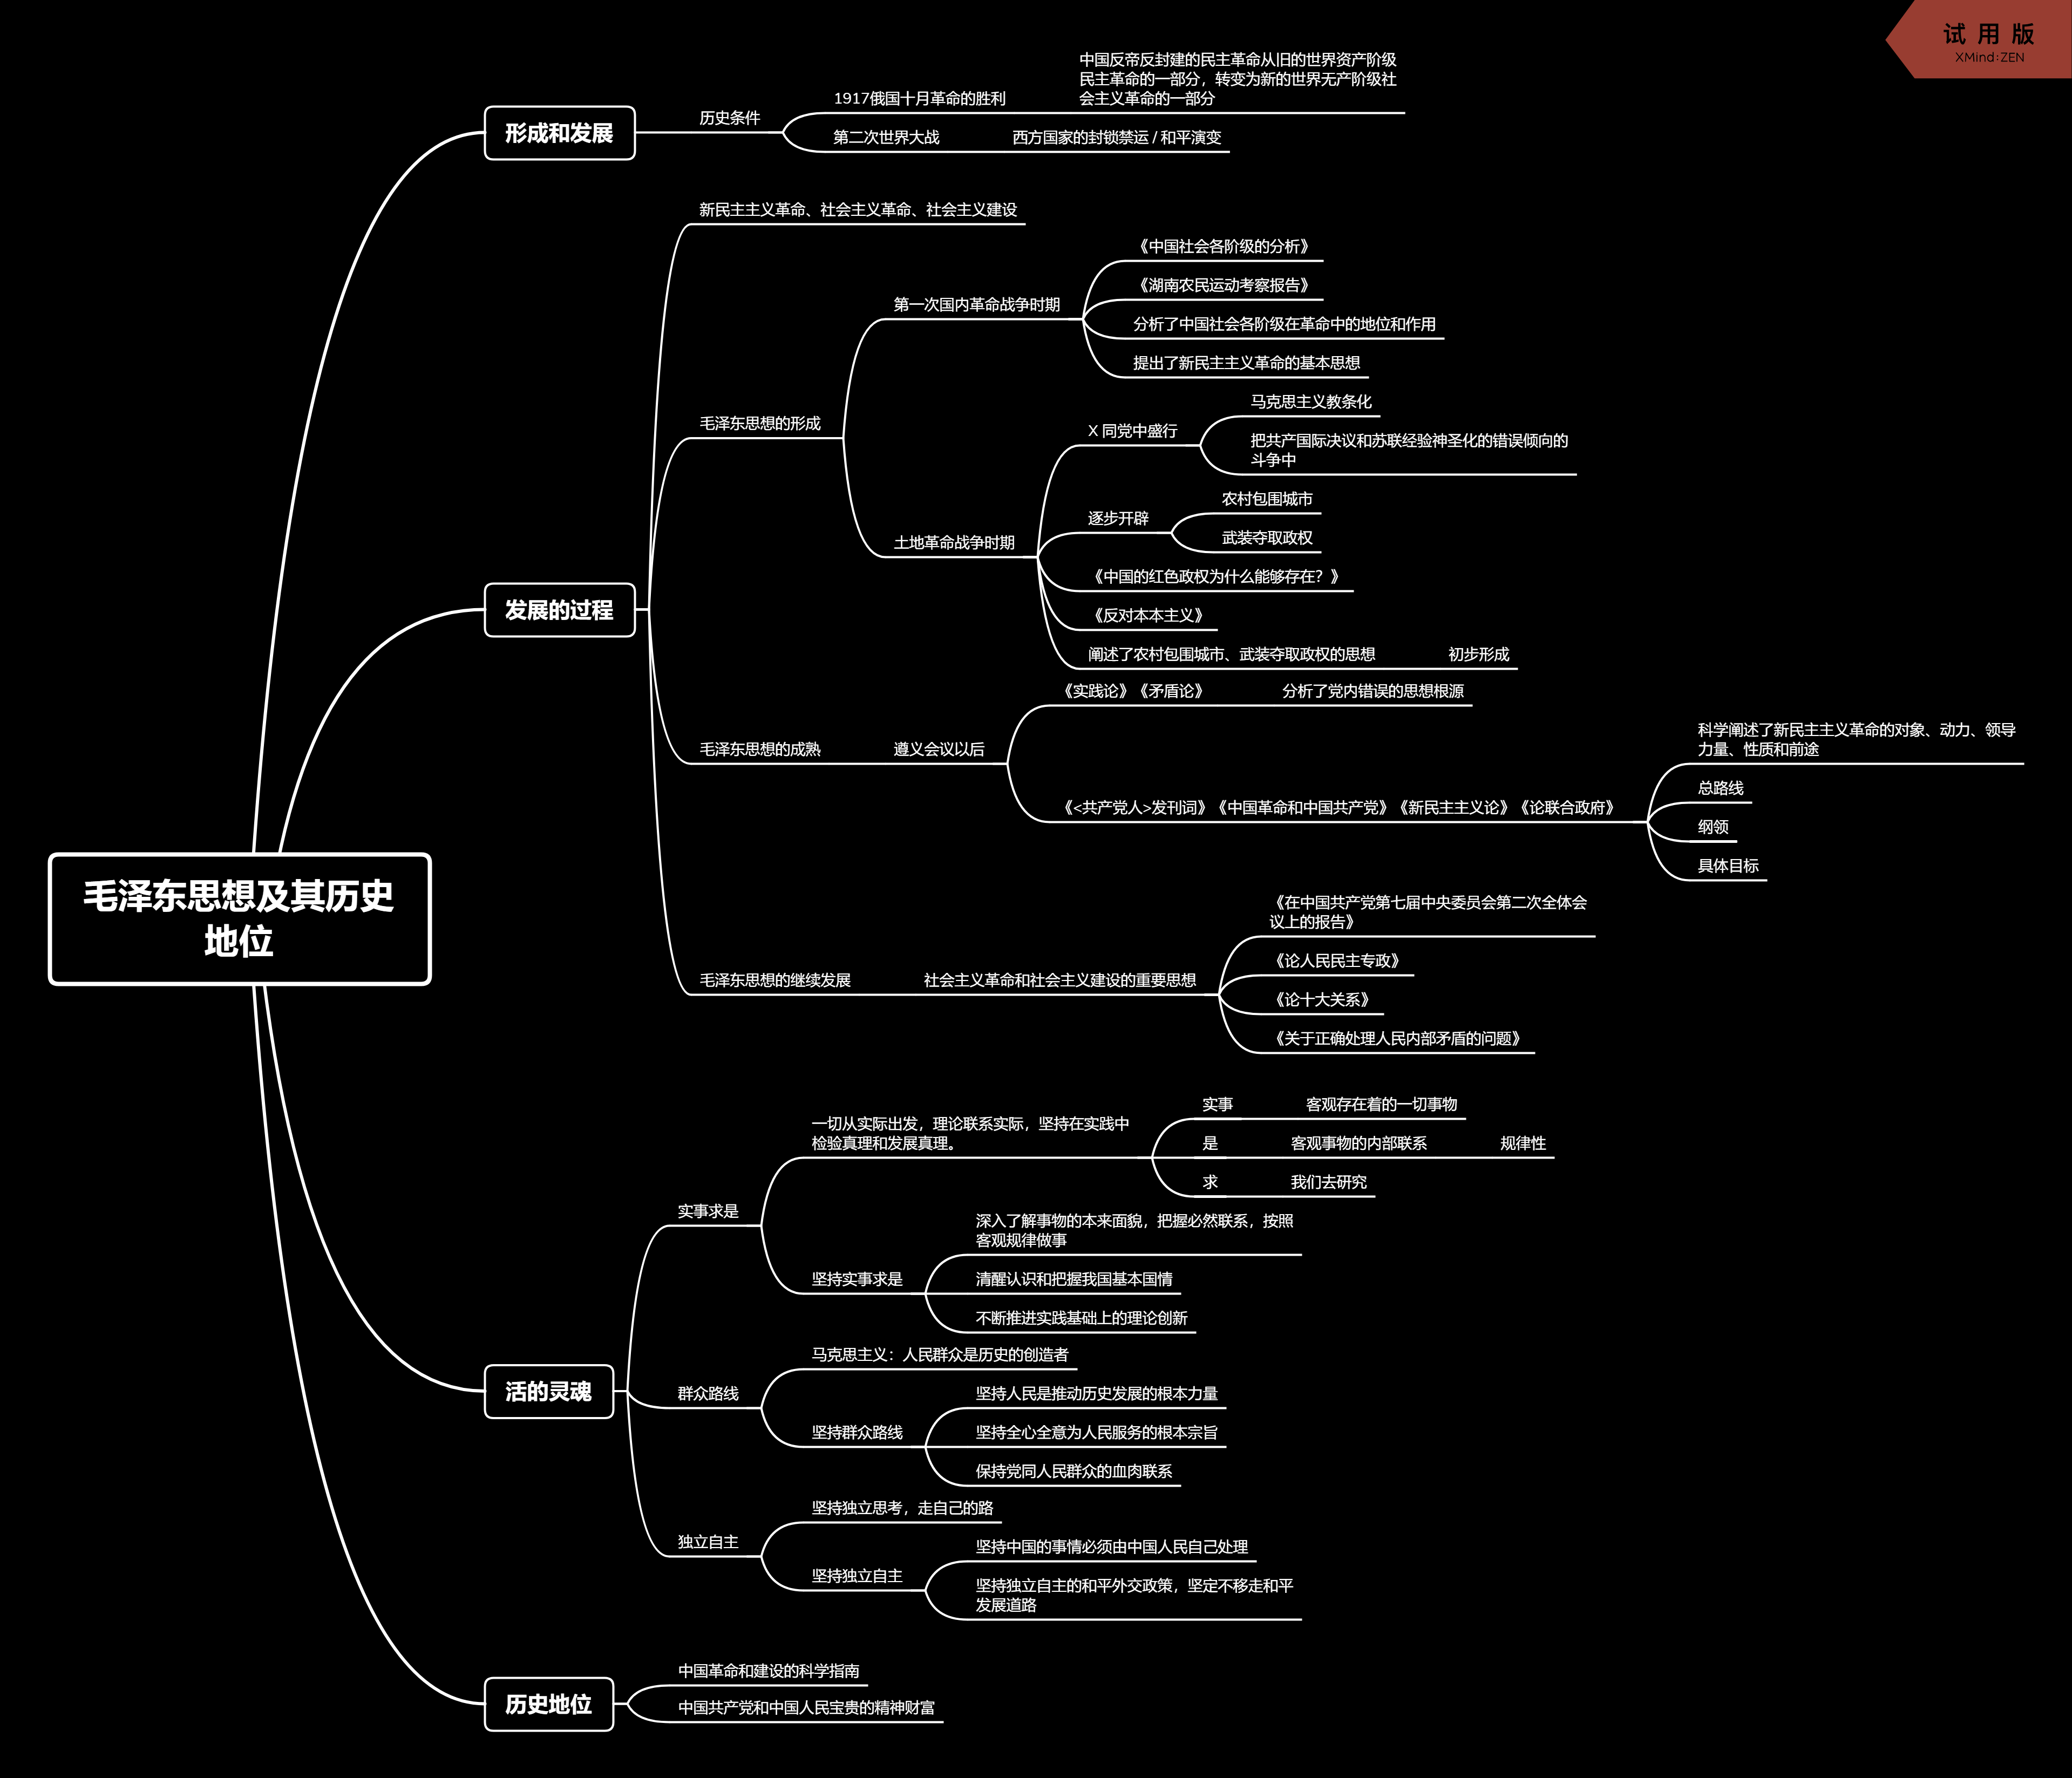 试 用 版
XMind:ZEN
毛泽东思想及其历史
地位
形成和发展
历史条件
1917俄国十月革命的胜利
中国反帝反封建的民主革命从旧的世界资产阶级
民主革命的一部分，转变为新的世界无产阶级社
会主义革命的一部分
第二次世界大战
西方国家的封锁禁运 / 和平演变
发展的过程
新民主主义革命、社会主义革命、社会主义建设
毛泽东思想的形成
第一次国内革命战争时期
《中国社会各阶级的分析》
《湖南农民运动考察报告》
分析了中国社会各阶级在革命中的地位和作用
提出了新民主主义革命的基本思想
土地革命战争时期
X 同党中盛行
马克思主义教条化
把共产国际决议和苏联经验神圣化的错误倾向的
斗争中
逐步开辟
农村包围城市
武装夺取政权
《中国的红色政权为什么能够存在？》
《反对本本主义》
阐述了农村包围城市、武装夺取政权的思想
初步形成
毛泽东思想的成熟
遵义会议以后
《实践论》《矛盾论》
分析了党内错误的思想根源
《<共产党人>发刊词》《中国革命和中国共产党》《新民主主义论》《论联合政府》
科学阐述了新民主主义革命的对象、动力、领导
力量、性质和前途
总路线
纲领
具体目标
毛泽东思想的继续发展
社会主义革命和社会主义建设的重要思想
《在中国共产党第七届中央委员会第二次全体会
议上的报告》
《论人民民主专政》
《论十大关系》
《关于正确处理人民内部矛盾的问题》
活的灵魂
实事求是
一切从实际出发，理论联系实际，坚持在实践中
检验真理和发展真理。
实事
客观存在着的一切事物
是
客观事物的内部联系
规律性
求
我们去研究
坚持实事求是
深入了解事物的本来面貌，把握必然联系，按照
客观规律做事
清醒认识和把握我国基本国情
不断推进实践基础上的理论创新
群众路线
马克思主义：人民群众是历史的创造者
坚持群众路线
坚持人民是推动历史发展的根本力量
坚持全心全意为人民服务的根本宗旨
保持党同人民群众的血肉联系
独立自主
坚持独立思考，走自己的路
坚持独立自主
坚持中国的事情必须由中国人民自己处理
坚持独立自主的和平外交政策，坚定不移走和平
发展道路
历史地位
中国革命和建设的科学指南
中国共产党和中国人民宝贵的精神财富